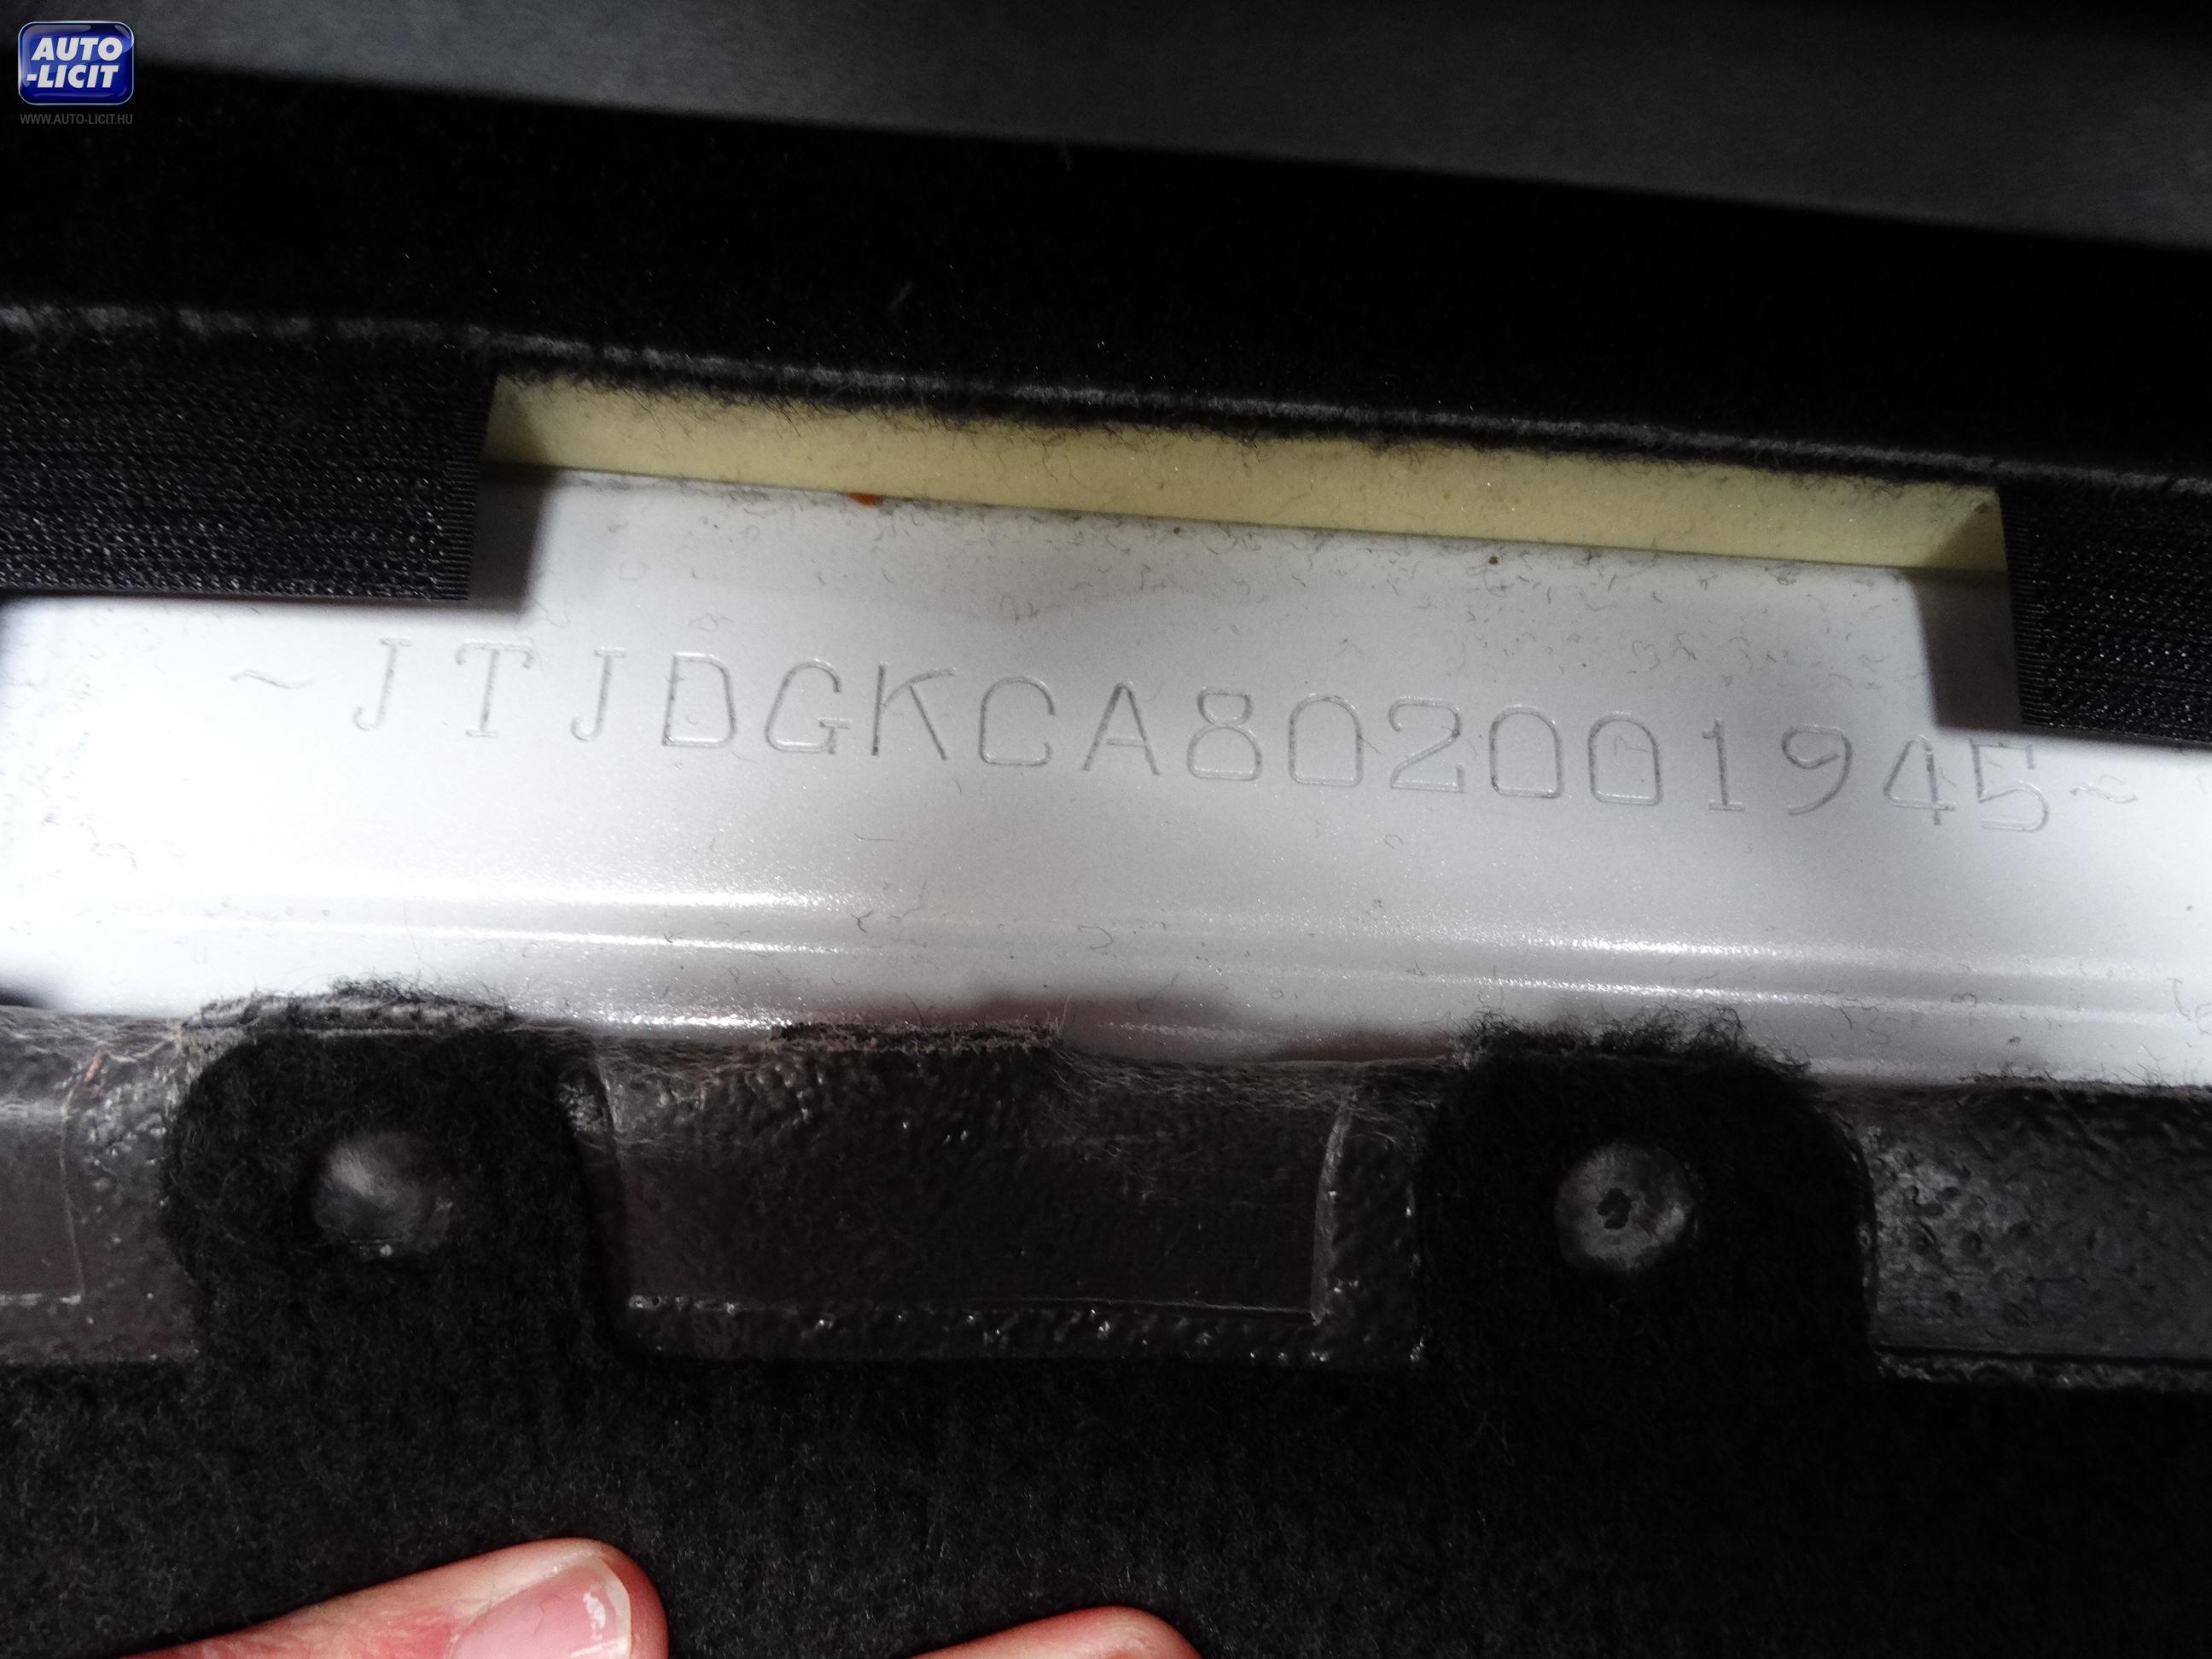 AUTO
-LICIT
WWW.AUTO-LICIT.HU
~JTJDGKCA802001945~